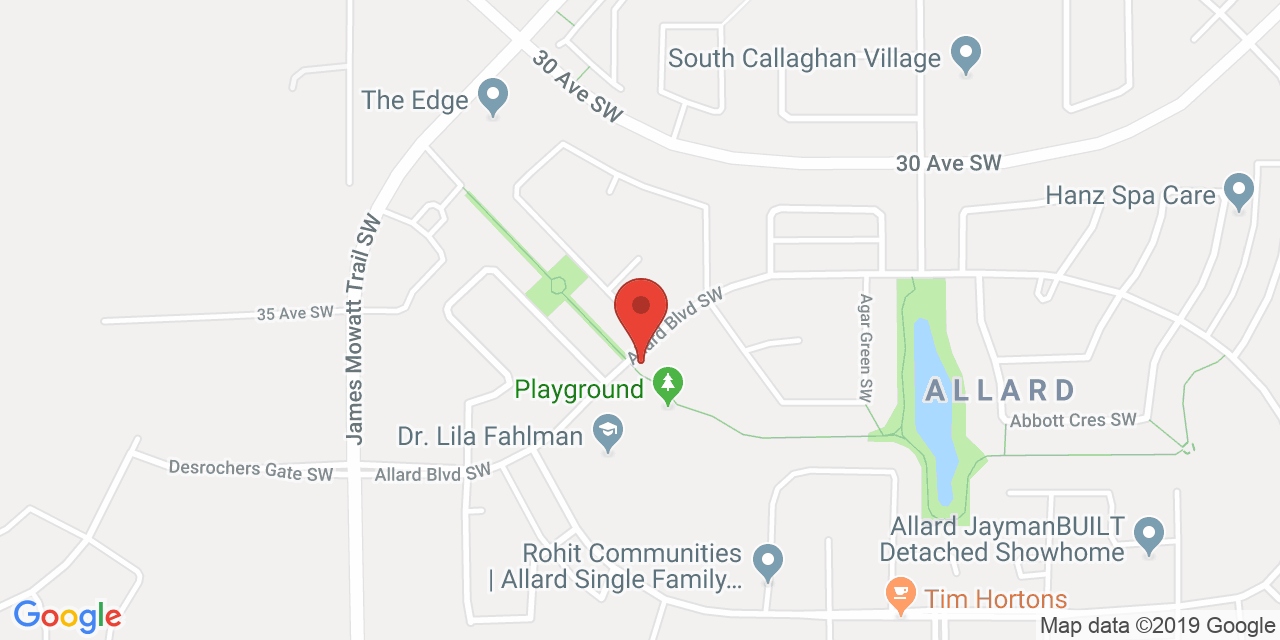 South Callaghan Village
30 Ave SW
The Edge
30 Ave SW
Hanz Spa Care
James Mowatt Trail SW
35 Ave SW
Allard Blvd SW
Agar Green SW
Playground
ALLARD
Abbott Cres SW
Dr. Lila Fahlman
Desrochers Gate SW
Allard Blvd SW
Allard JaymanBUILT
Detached Showhome
Rohit Communities
| Allard Single Family...
Tim Hortons
Google
Map data ©2019 Google